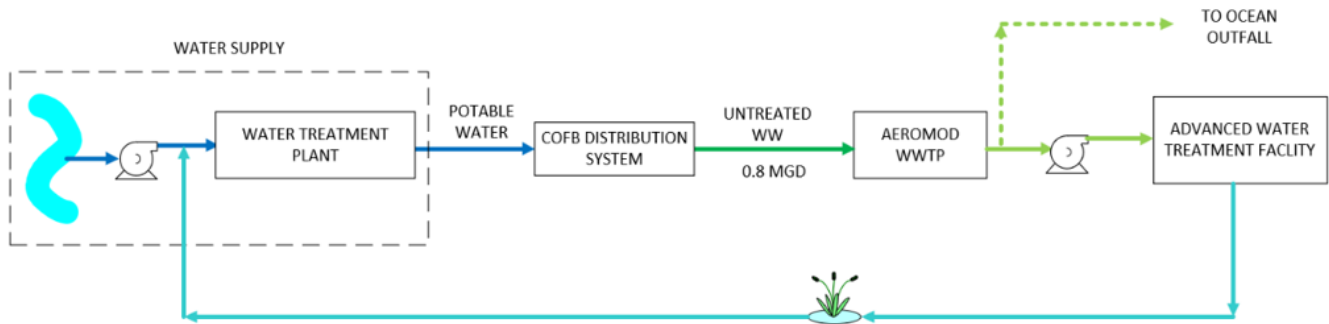 WATER SUPPLY
WATER TREATMENT
PLANT
POTABLE
WATER
COFB DISTRIBUTION
SYSTEM
UNTREATED
WW
0.8 MGD
AEROMOD
WWTP
TO OCEAN
OUTFALL
ADVANCED WATER
TREATMENT FACLITY